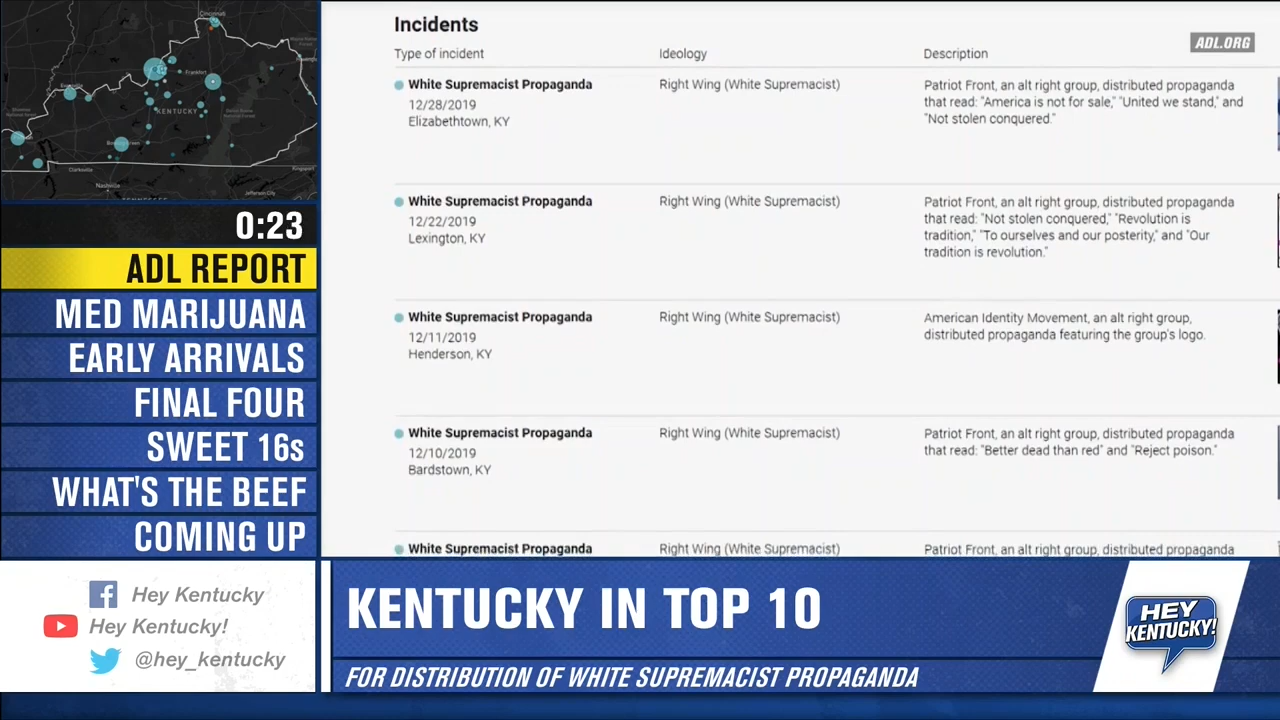 Cincinnati
Frankfort
KENTUCKY
Bowling Green
Clarksville
Nashville
TENNESSEE
Jefferson City
0:23
ADL REPORT
MED MARIJUANA
EARLY ARRIVALS
FINAL FOUR
SWEET 16s
WHAT'S THE BEEF
COMING UP
Hey Kentucky
Hey Kentucky!
@hey_kentucky
Incidents
ADL.ORG
Type of incident Ideology Description
White Supremacist Propaganda Right Wing (White Supremacist) Patriot Front, an alt right group, distributed propaganda
12/28/2019 that read: "America is not for sale," "United we stand," and
Elizabethtown, KY "Not stolen conquered."
White Supremacist Propaganda Right Wing (White Supremacist) Patriot Front, an alt right group, distributed propaganda
12/22/2019 that read: "Not stolen conquered," "Revolution is
Lexington, KY tradition," "To ourselves and our posterity," and "Our
tradition is revolution."
White Supremacist Propaganda Right Wing (White Supremacist) American Identity Movement, an alt right group,
12/11/2019 distributed propaganda featuring the group's logo.
Henderson, KY
White Supremacist Propaganda Right Wing (White Supremacist) Patriot Front, an alt right group, distributed propaganda
12/10/2019 that read: "Better dead than red" and "Reject poison."
Bardstown, KY
White Supremacist Propaganda Right Wing (White Supremacist) Patriot Front, an alt right group, distributed propaganda
KENTUCKY IN TOP 10
FOR DISTRIBUTION OF WHITE SUPREMACIST PROPAGANDA
HEY
KENTUCKY!